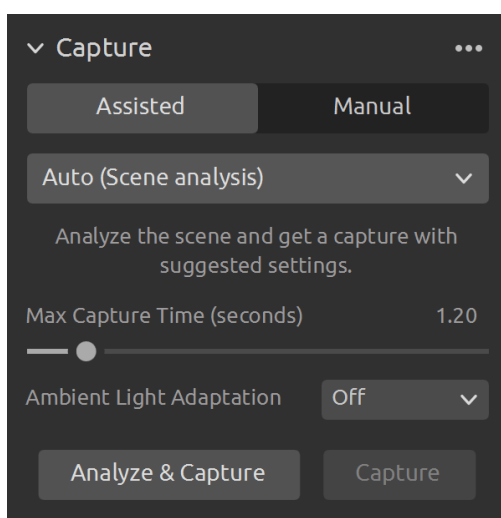 Capture
Assisted
Manual
Auto (Scene analysis)
Analyze the scene and get a capture with
suggested settings.
Max Capture Time (seconds) 1.20
Ambient Light Adaptation Off
Analyze & Capture
Capture